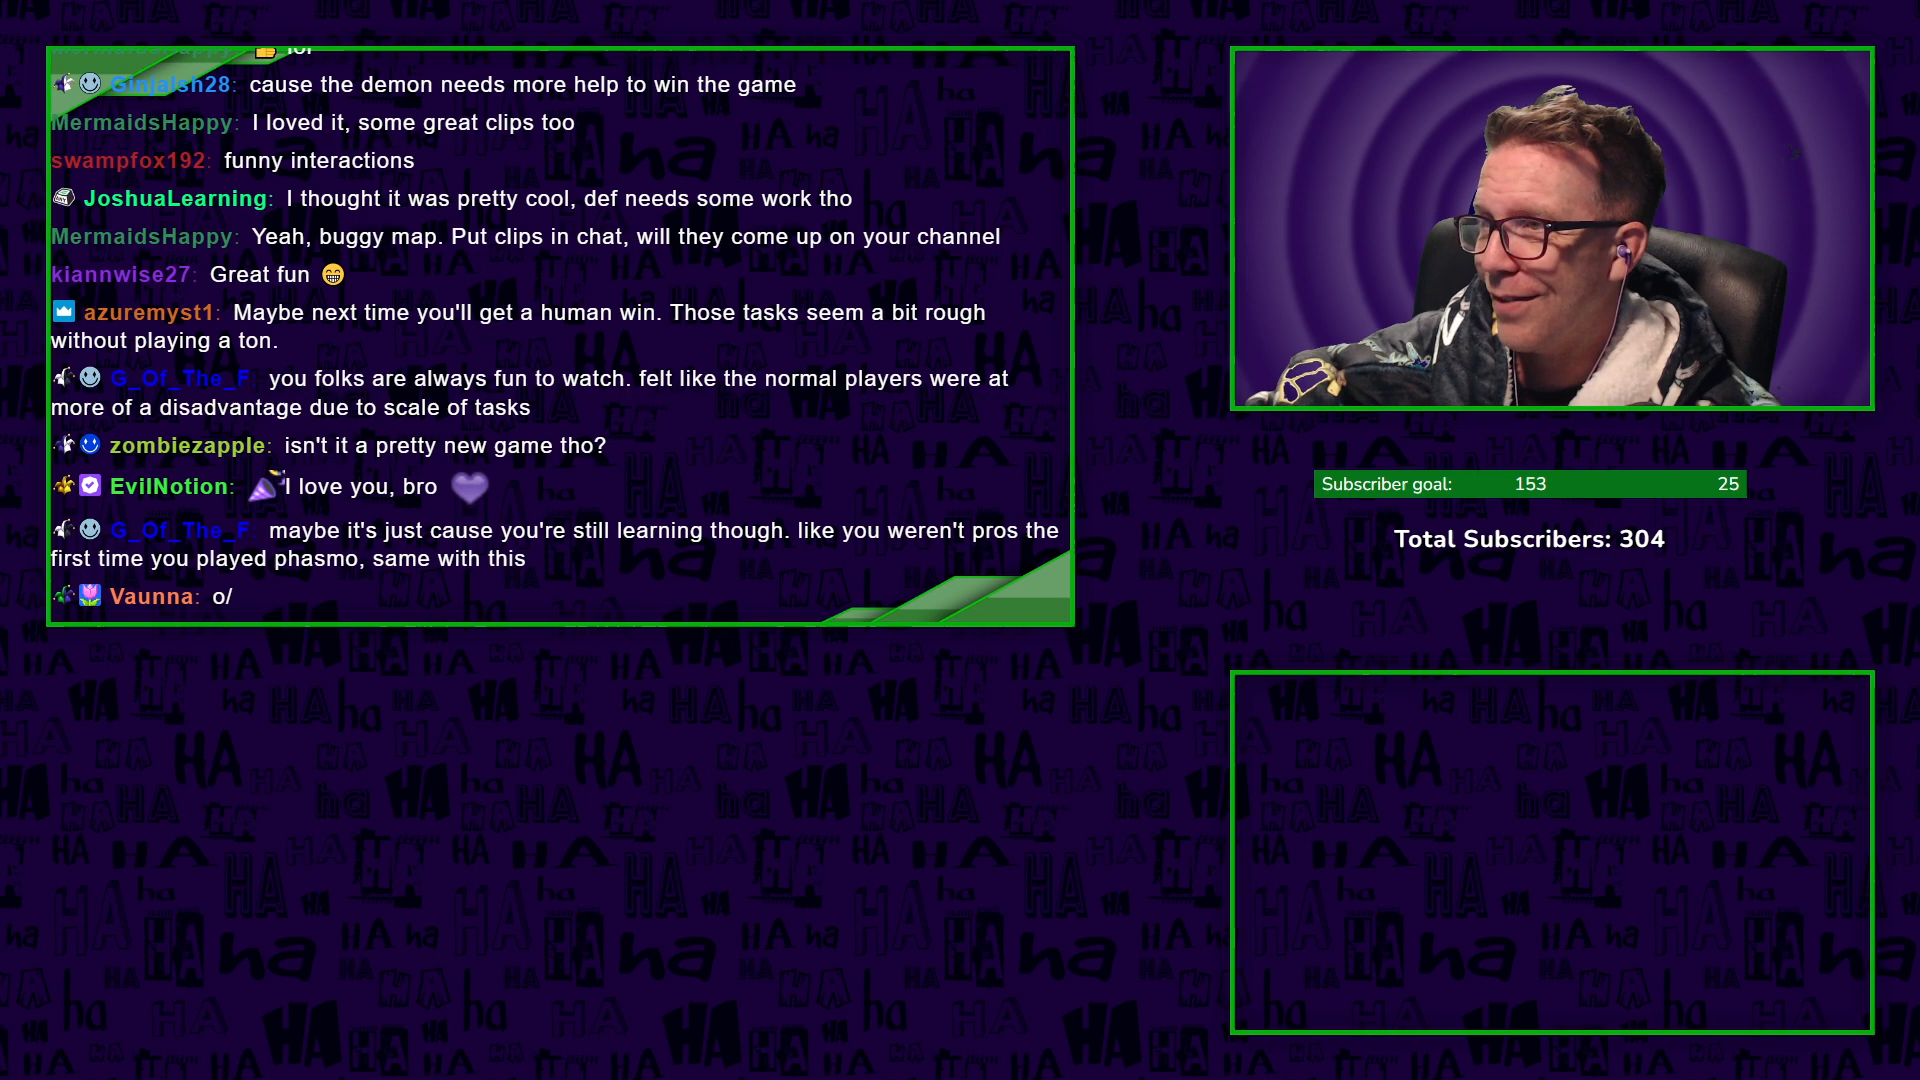 Ginjaish28: cause the demon needs more help to win the game
MermaidsHappy: I loved it, some great clips too
swampfox192: funny interactions
JoshuaLearning: I thought it was pretty cool, def needs some work tho
MermaidsHappy: Yeah, buggy map. Put clips in chat, will they come up on your channel
kiannwise27: Great fun 😁
azuremyst1: Maybe next time you'll get a human win. Those tasks seem a bit rough
without playing a ton.
G_Of_The_F: you folks are always fun to watch. felt like the normal players were at
more of a disadvantage due to scale of tasks
zombiezapple: isn't it a pretty new game tho?
EvilNotion: I love you, bro
G_Of_The_F: maybe it's just cause you're still learning though. like you weren't pros the
first time you played phasmo, same with this
Vaunna: o/
Subscriber goal: 153 25
Total Subscribers: 304